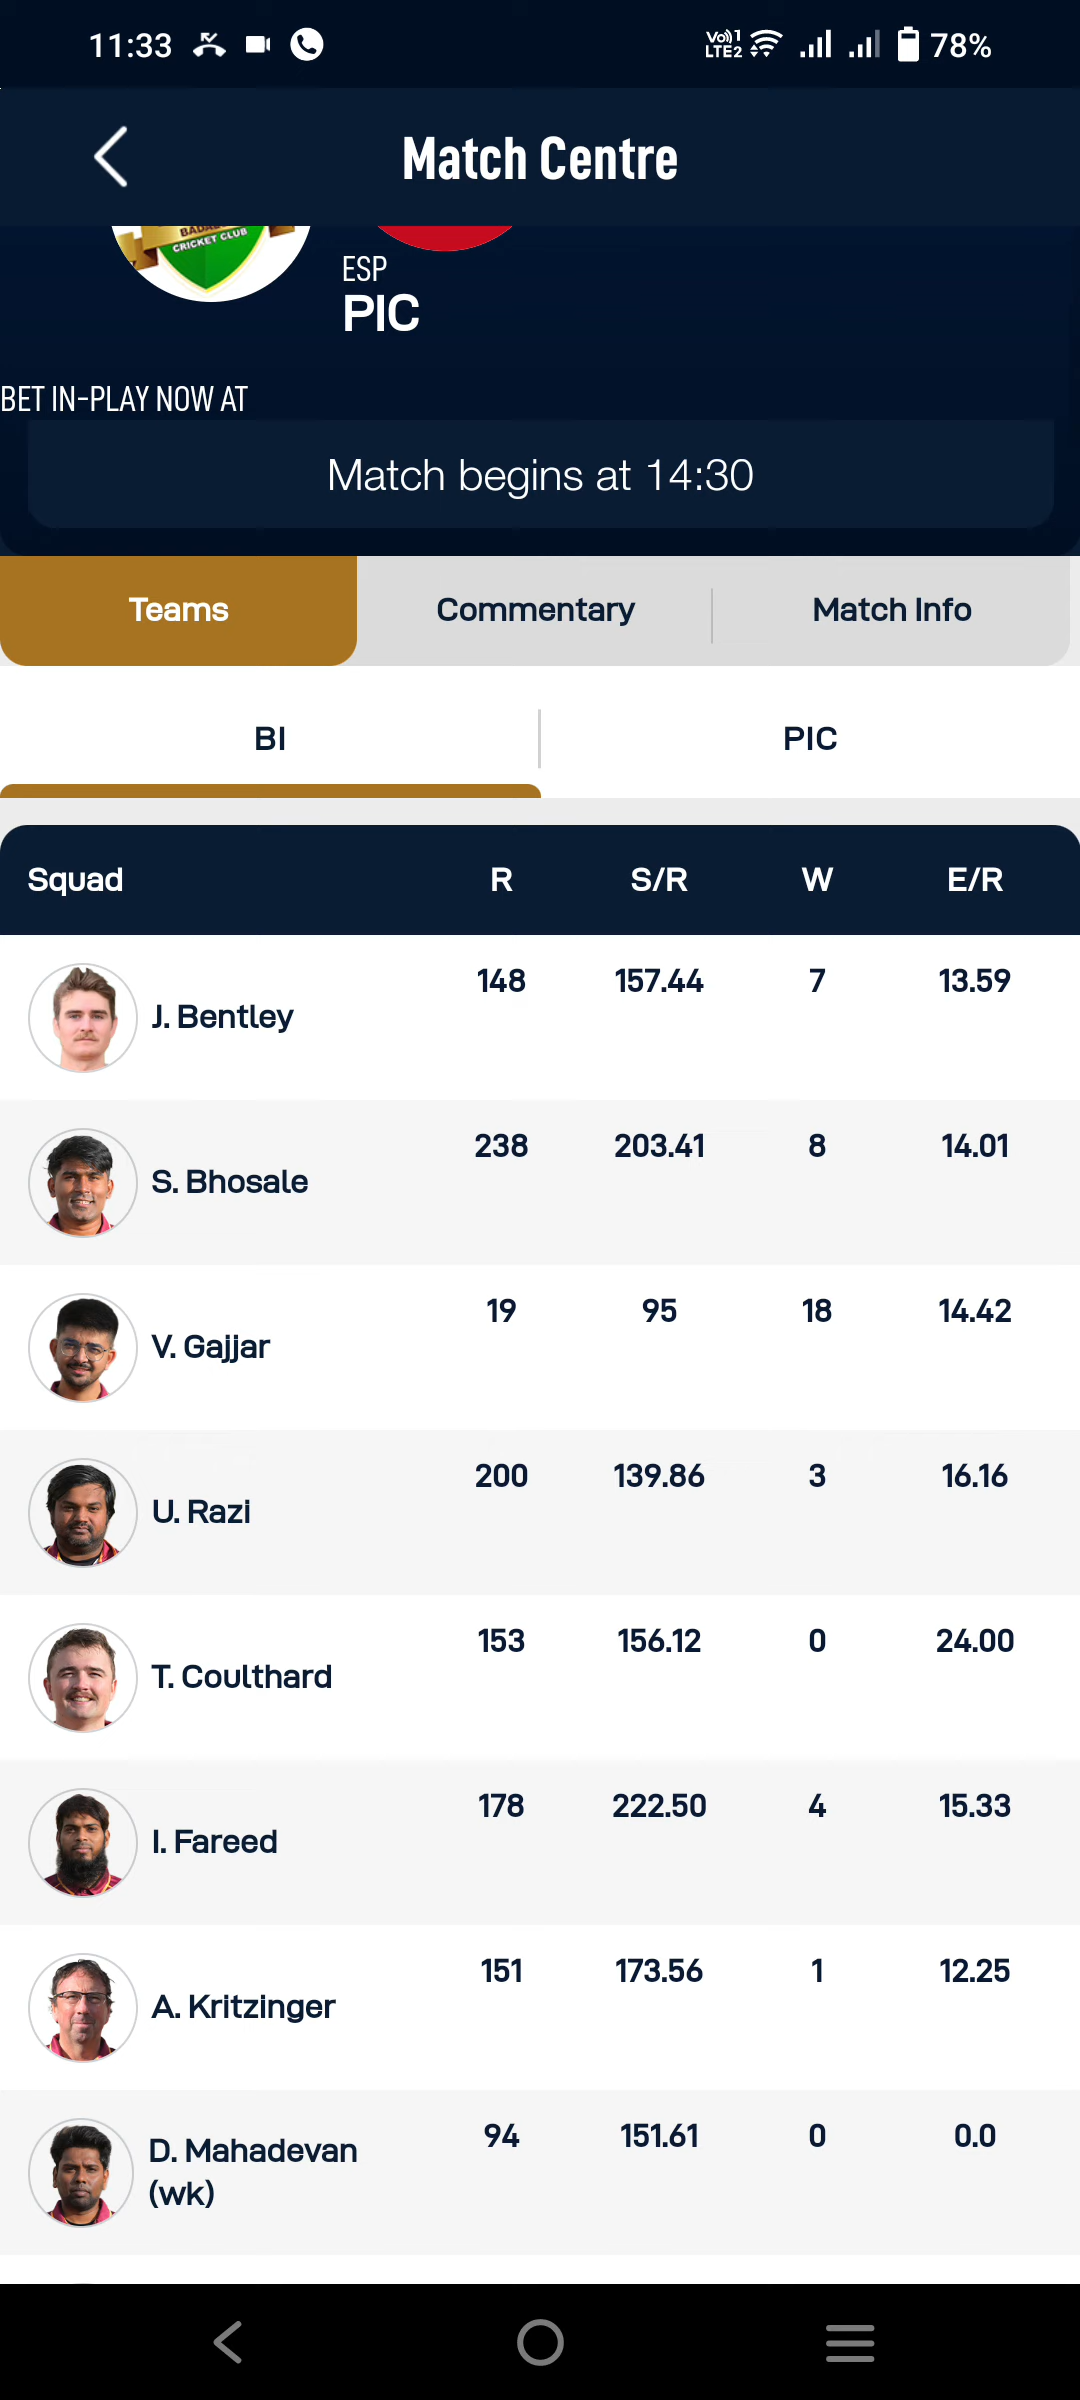 11:33
Vo)) 1
LTE2
78%
Match Centre
CRICKET CLUB
ESP
PIC
BET IN-PLAY NOW AT
Match begins at 14:30
Teams Commentary Match Info
BI PIC
Squad R S/R W E/R
J. Bentley 148 157.44 7 13.59
S. Bhosale 238 203.41 8 14.01
V. Gajjar 19 95 18 14.42
U. Razi 200 139.86 3 16.16
T. Coulthard 153 156.12 0 24.00
I. Fareed 178 222.50 4 15.33
A. Kritzinger 151 173.56 1 12.25
D. Mahadevan 94 151.61 0 0.0
(wk)